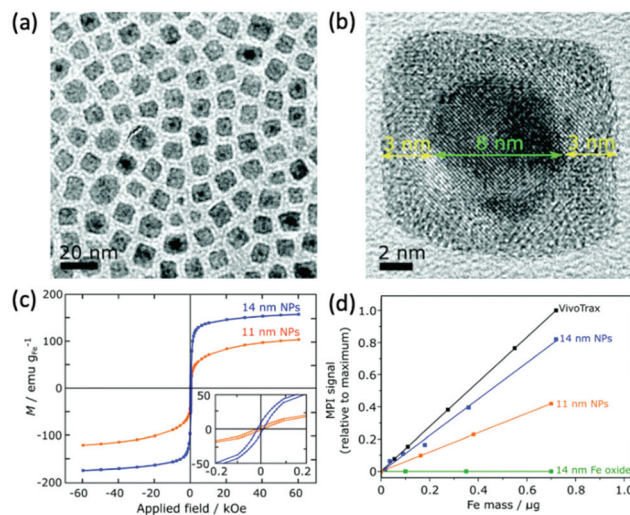 (a)
20 nm
(b)
3 nm
8 nm
3 nm
2 nm
(c)
200
100
0
-100
-200
M / emu gFe⁻¹
14 nm NPs
11 nm NPs
50
0
-50
-0.2
0
0.2
-60
-40
-20
0
20
40
60
Applied field / kOe
(d)
1.0
0.8
0.6
0.4
0.2
0
MPI signal
(relative to maximum)
VivoTrax
14 nm NPs
11 nm NPs
14 nm Fe oxide
0
0.2
0.4
0.6
0.8
1.0
Fe mass / µg